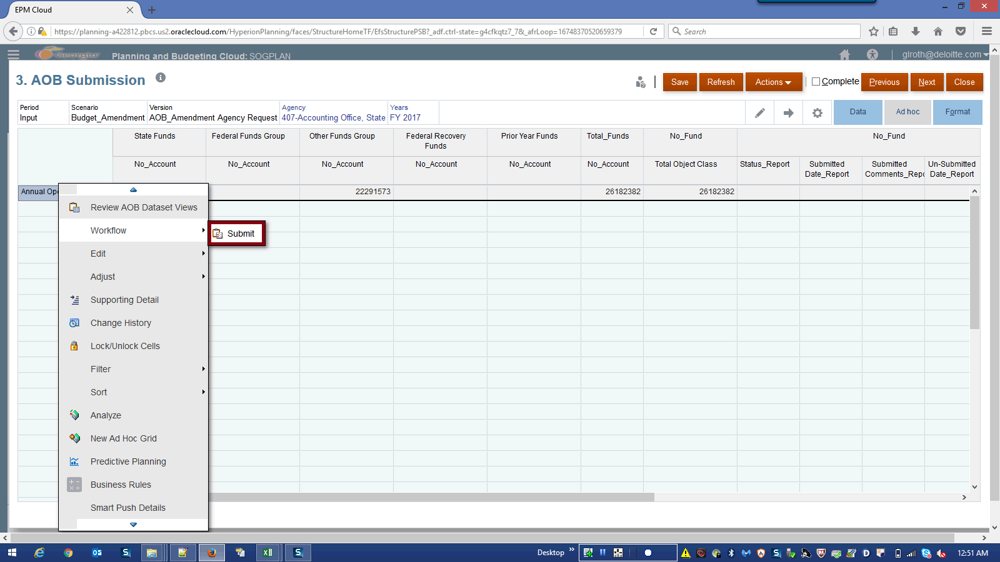 EPM Cloud
https://planning-a422812.pbcs.us2.oraclecloud.com/HyperionPlanning/faces/StructureHomeTF/EfsStructurePSB?_adf.ctrl-state=g4cfkqtz7_7&_afrLoop=16748370520659379
Search
Georgia Planning and Budgeting Cloud: SOGPLAN
glroth@deloitte.com
3. AOB Submission
Save Refresh Actions Complete Previous Next Close
Period Scenario Version Agency Years
Input Budget_Amendment AOB_Amendment Agency Request 407-Accounting Office, State FY 2017
Data Ad hoc Format
State Funds Federal Funds Group Other Funds Group Federal Recovery Funds Prior Year Funds Total_Funds No_Fund No_Fund
No_Account No_Account No_Account No_Account No_Account No_Account Total Object Class Status_Report Submitted Date_Report Submitted Comments_Repo Un-Submitted Date_Report
Annual Ope 22291573 26182382 26182382
Review AOB Dataset Views
Workflow
Submit
Edit
Adjust
Supporting Detail
Change History
Lock/Unlock Cells
Filter
Sort
Analyze
New Ad Hoc Grid
Predictive Planning
Business Rules
Smart Push Details
Desktop 12:51 AM